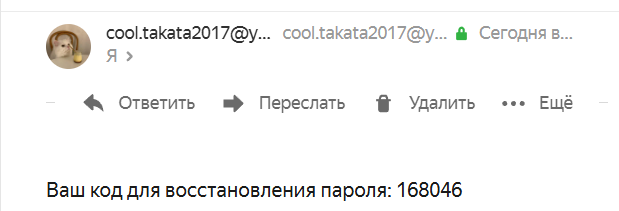 cool.takata2017@y... cool.takata2017@y... Сегодня в...
Я
Ответить Переслать Удалить Ещё
Ваш код для восстановления пароля: 168046